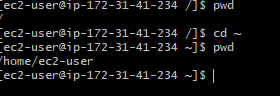 [ec2-user@ip-172-31-41-234 /]$ pwd
/
[ec2-user@ip-172-31-41-234 /]$ cd ~
[ec2-user@ip-172-31-41-234 ~]$ pwd
/home/ec2-user
[ec2-user@ip-172-31-41-234 ~]$